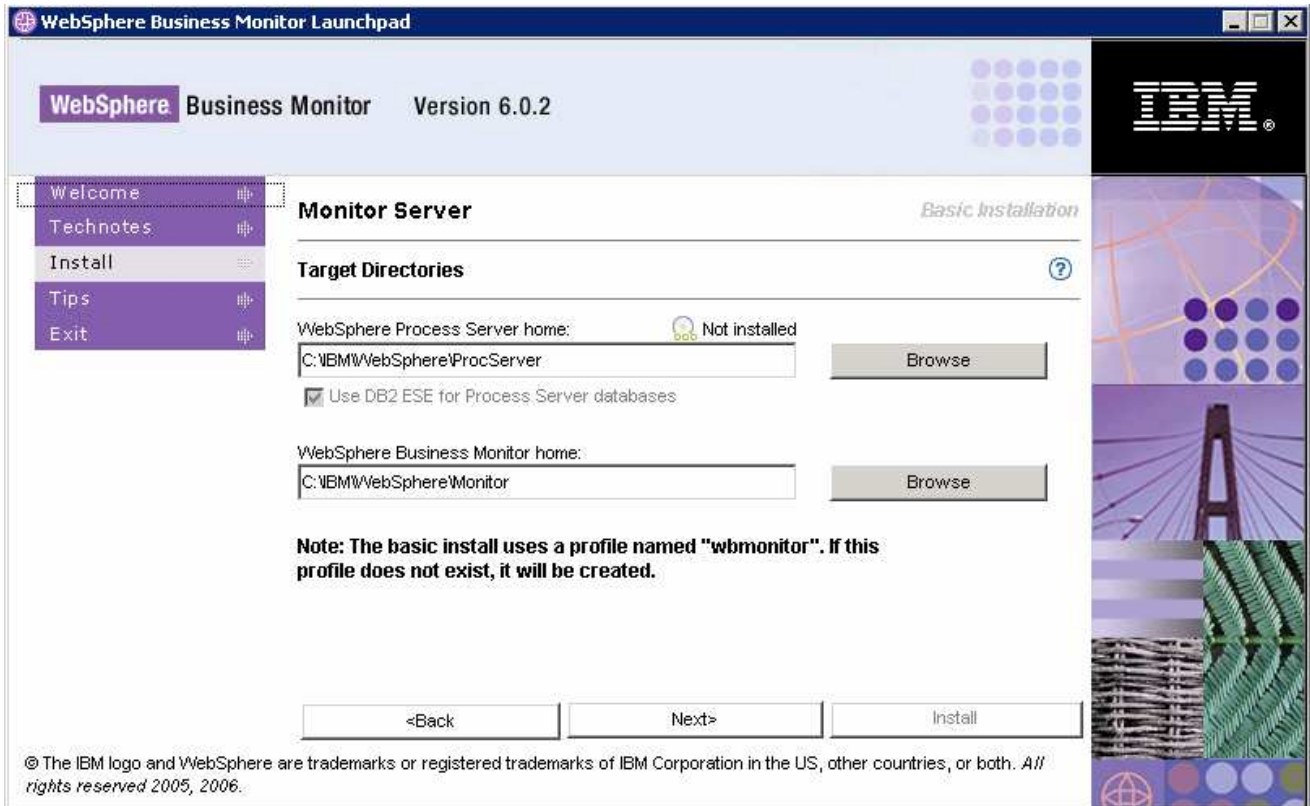 WebSphere Business Monitor Launchpad
WebSphere Business Monitor Version 6.0.2
IBM®
Welcome
Technotes
Install
Tips
Exit
Monitor Server
Basic Installation
Target Directories
?
WebSphere Process Server home:
Not installed
C:\IBM\WebSphere\ProcServer
Browse
Use DB2 ESE for Process Server databases
WebSphere Business Monitor home:
C:\IBM\WebSphere\Monitor
Browse
Note: The basic install uses a profile named "wbmonitor". If this
profile does not exist, it will be created.
<Back
Next>
Install
© The IBM logo and WebSphere are trademarks or registered trademarks of IBM Corporation in the US, other countries, or both. All
rights reserved 2005, 2006.